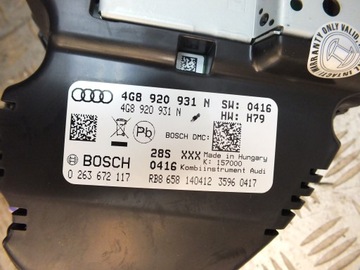 4G8 920 931 N SW: 0416
4G8 920 931 N HW: H79
Pb BOSCH DMC:
BOSCH 28S XXX Made in Hungary
K: 157000
0416 Kombiinstrument Audi
0 263 672 117 RB8 658 140412 3596 0417
WARRANTY ONLY VALID